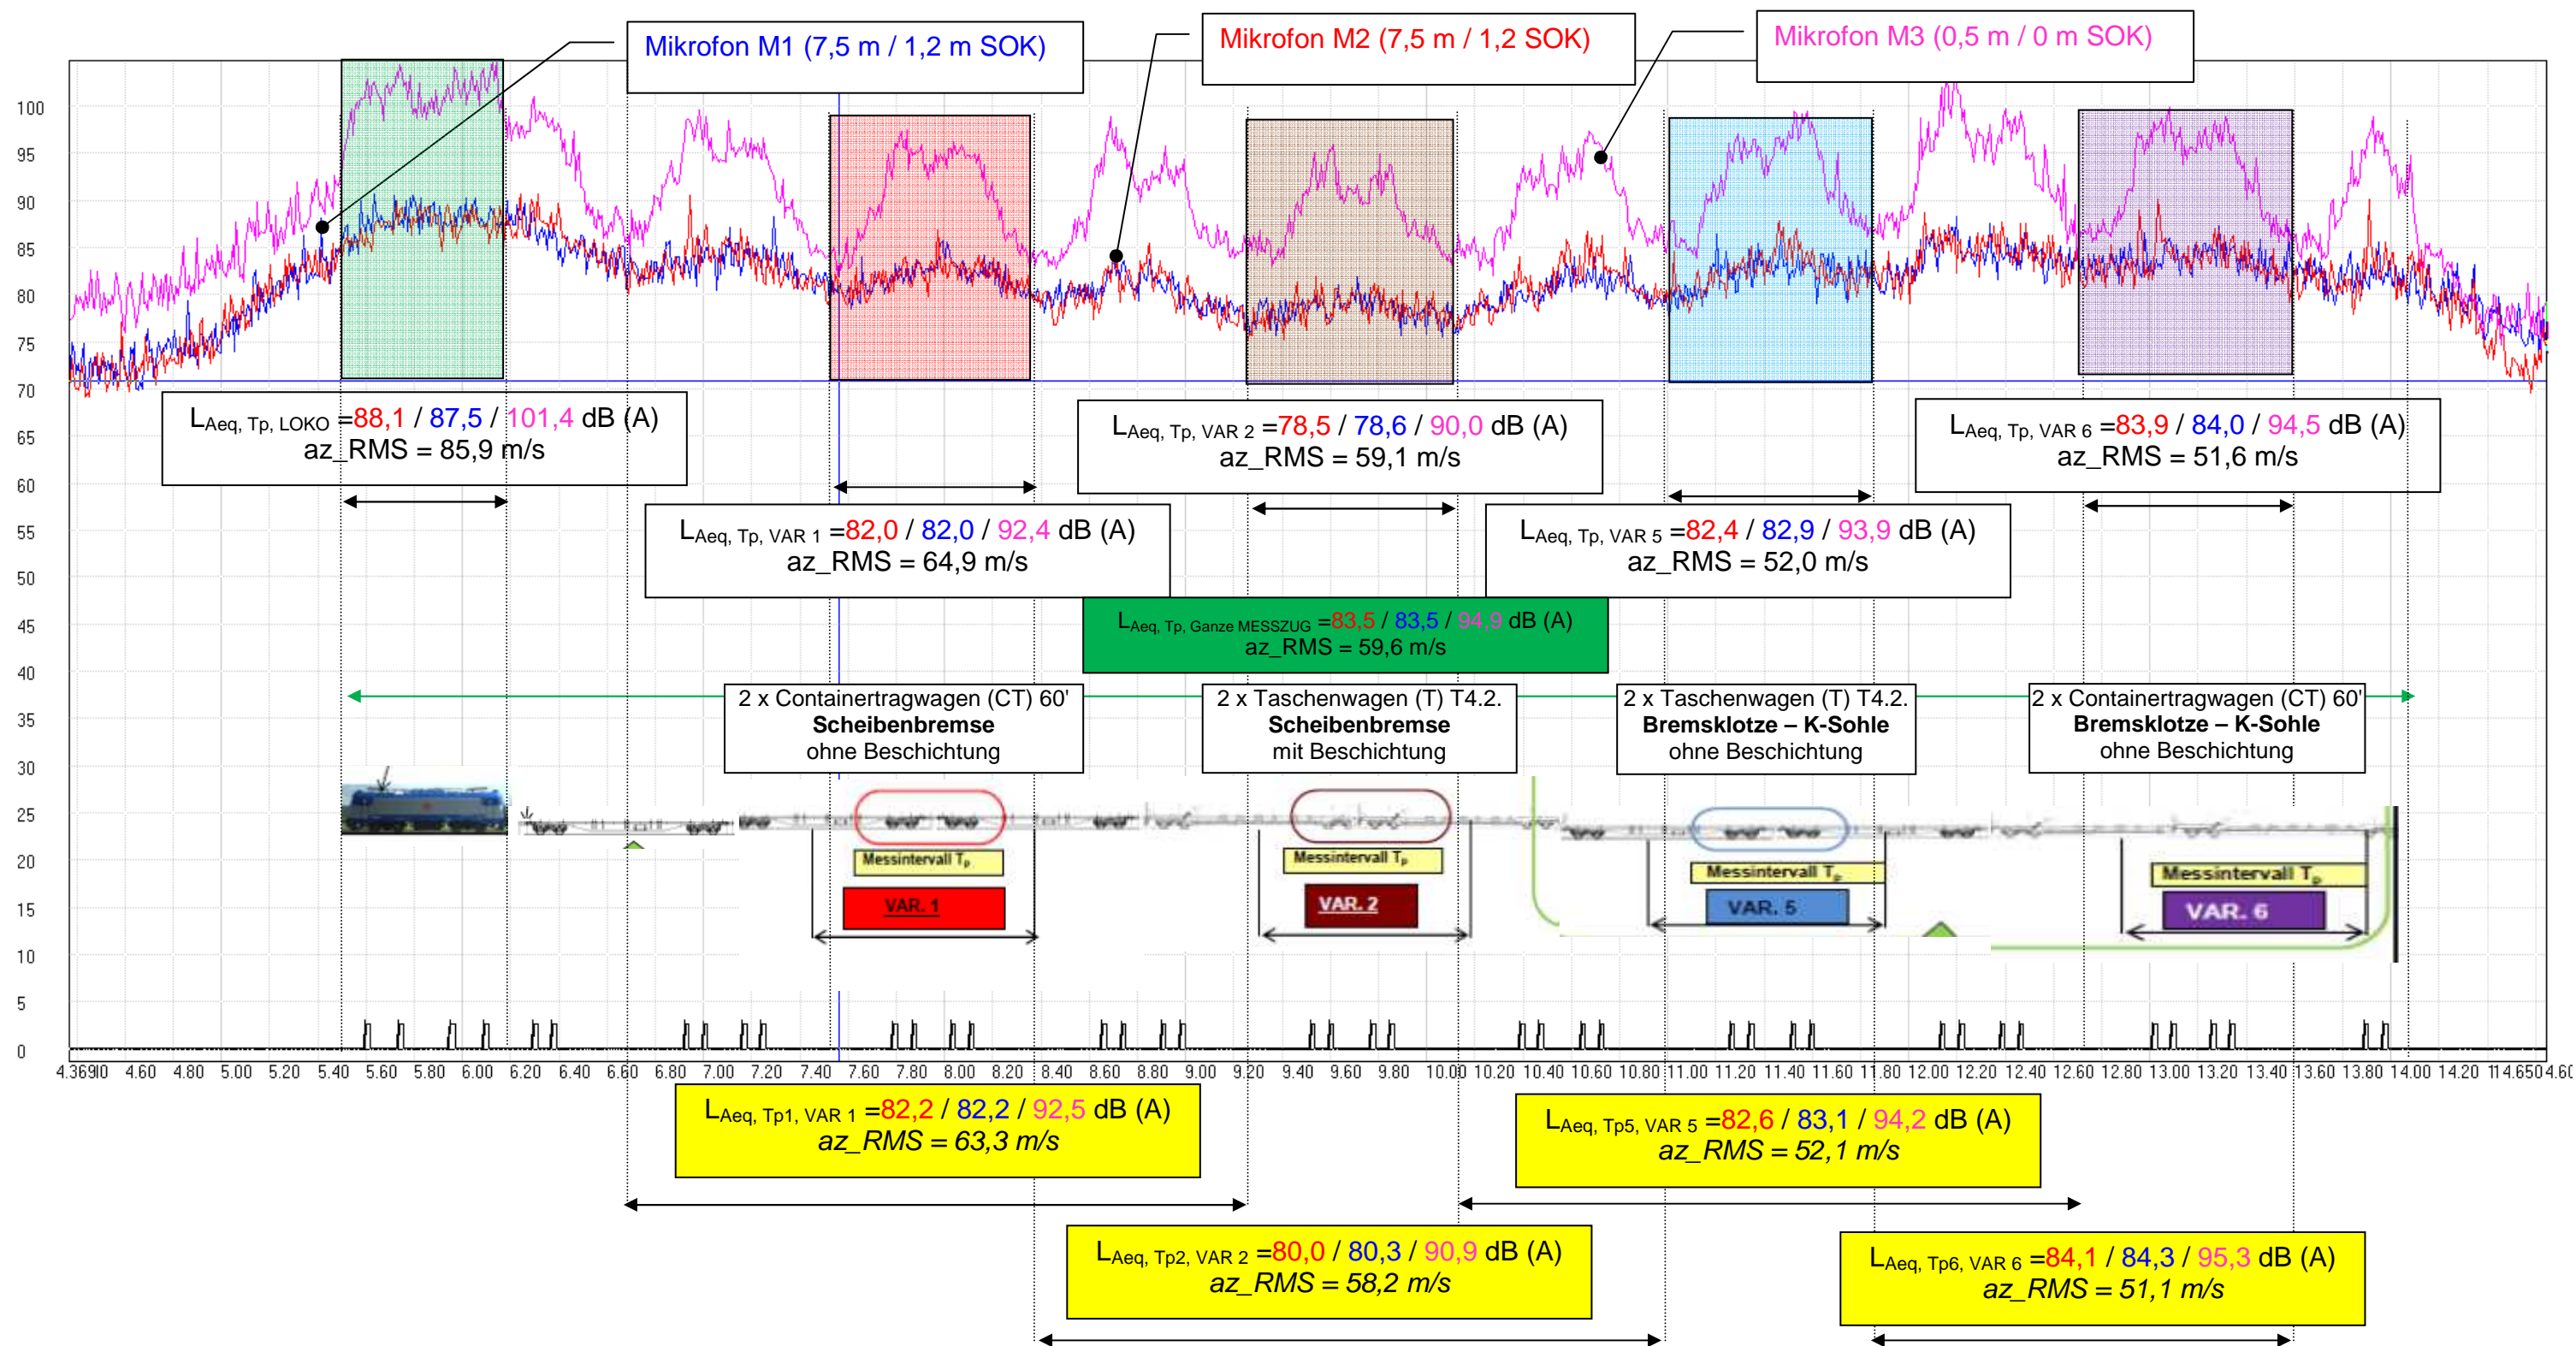 Mikrofon M1 (7,5 m / 1,2 m SOK)
Mikrofon M2 (7,5 m / 1,2 SOK)
Mikrofon M3 (0,5 m / 0 m SOK)
100
95
90
85
80
75
70
65
60
55
50
45
40
35
30
25
20
15
10
5
0
LAeq, Tp, LOKO =88,1 / 87,5 / 101,4 dB (A)
az_RMS = 85,9 m/s
LAeq, Tp, VAR 2 =78,5 / 78,6 / 90,0 dB (A)
az_RMS = 59,1 m/s
LAeq, Tp, VAR 6 =83,9 / 84,0 / 94,5 dB (A)
az_RMS = 51,6 m/s
LAeq, Tp, VAR 1 =82,0 / 82,0 / 92,4 dB (A)
az_RMS = 64,9 m/s
LAeq, Tp, VAR 5 =82,4 / 82,9 / 93,9 dB (A)
az_RMS = 52,0 m/s
LAeq, Tp, Ganze MESSZUG =83,5 / 83,5 / 94,9 dB (A)
az_RMS = 59,6 m/s
2 x Containertragwagen (CT) 60'
Scheibenbremse
ohne Beschichtung
2 x Taschenwagen (T) T4.2.
Scheibenbremse
mit Beschichtung
2 x Taschenwagen (T) T4.2.
Bremsklotze – K-Sohle
ohne Beschichtung
2 x Containertragwagen (CT) 60'
Bremsklotze – K-Sohle
ohne Beschichtung
Messintervall Tp
VAR. 1
Messintervall Tp
VAR. 2
Messintervall Tp
VAR. 5
Messintervall Tp
VAR. 6
4.60 4.80 5.00 5.20 5.40 5.60 5.80 6.00 6.20 6.40 6.60 6.80 7.00 7.20 7.40 7.60 7.80 8.00 8.20 8.40 8.60 8.80 9.00 9.20 9.40 9.60 9.80 10.00 10.20 10.40 10.60 10.80 11.00 11.20 11.40 11.60 11.80 12.00 12.20 12.40 12.60 12.80 13.00 13.20 13.40 13.60 13.80 14.00 14.20
LAeq, Tp1, VAR 1 =82,2 / 82,2 / 92,5 dB (A)
az_RMS = 63,3 m/s
LAeq, Tp5, VAR 5 =82,6 / 83,1 / 94,2 dB (A)
az_RMS = 52,1 m/s
LAeq, Tp2, VAR 2 =80,0 / 80,3 / 90,9 dB (A)
az_RMS = 58,2 m/s
LAeq, Tp6, VAR 6 =84,1 / 84,3 / 95,3 dB (A)
az_RMS = 51,1 m/s